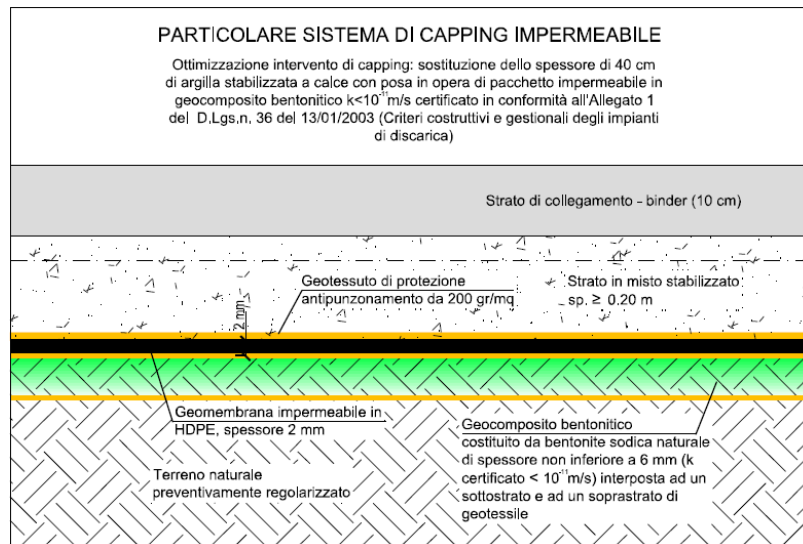 PARTICOLARE SISTEMA DI CAPPING IMPERMEABILE
Ottimizzazione intervento di capping: sostituzione dello spessore di 40 cm
di argilla stabilizzata a calce con posa in opera di pacchetto impermeabile in
geocomposito bentonitico k<10⁻¹¹m/s certificato in conformità all'Allegato 1
del D,Lgs,n, 36 del 13/01/2003 (Criteri costruttivi e gestionali degli impianti
di discarica)
Strato di collegamento - binder (10 cm)
Geotessuto di protezione
antipunzonamento da 200 gr/mq
Strato in misto stabilizzato
sp. ≥ 0.20 m
2 mm
Geomembrana impermeabile in
HDPE, spessore 2 mm
Terreno naturale
preventivamente regolarizzato
Geocomposito bentonitico
costituito da bentonite sodica naturale
di spessore non inferiore a 6 mm (k
certificato < 10⁻¹¹m/s) interposta ad un
sottostrato e ad un soprastrato di
geotessile